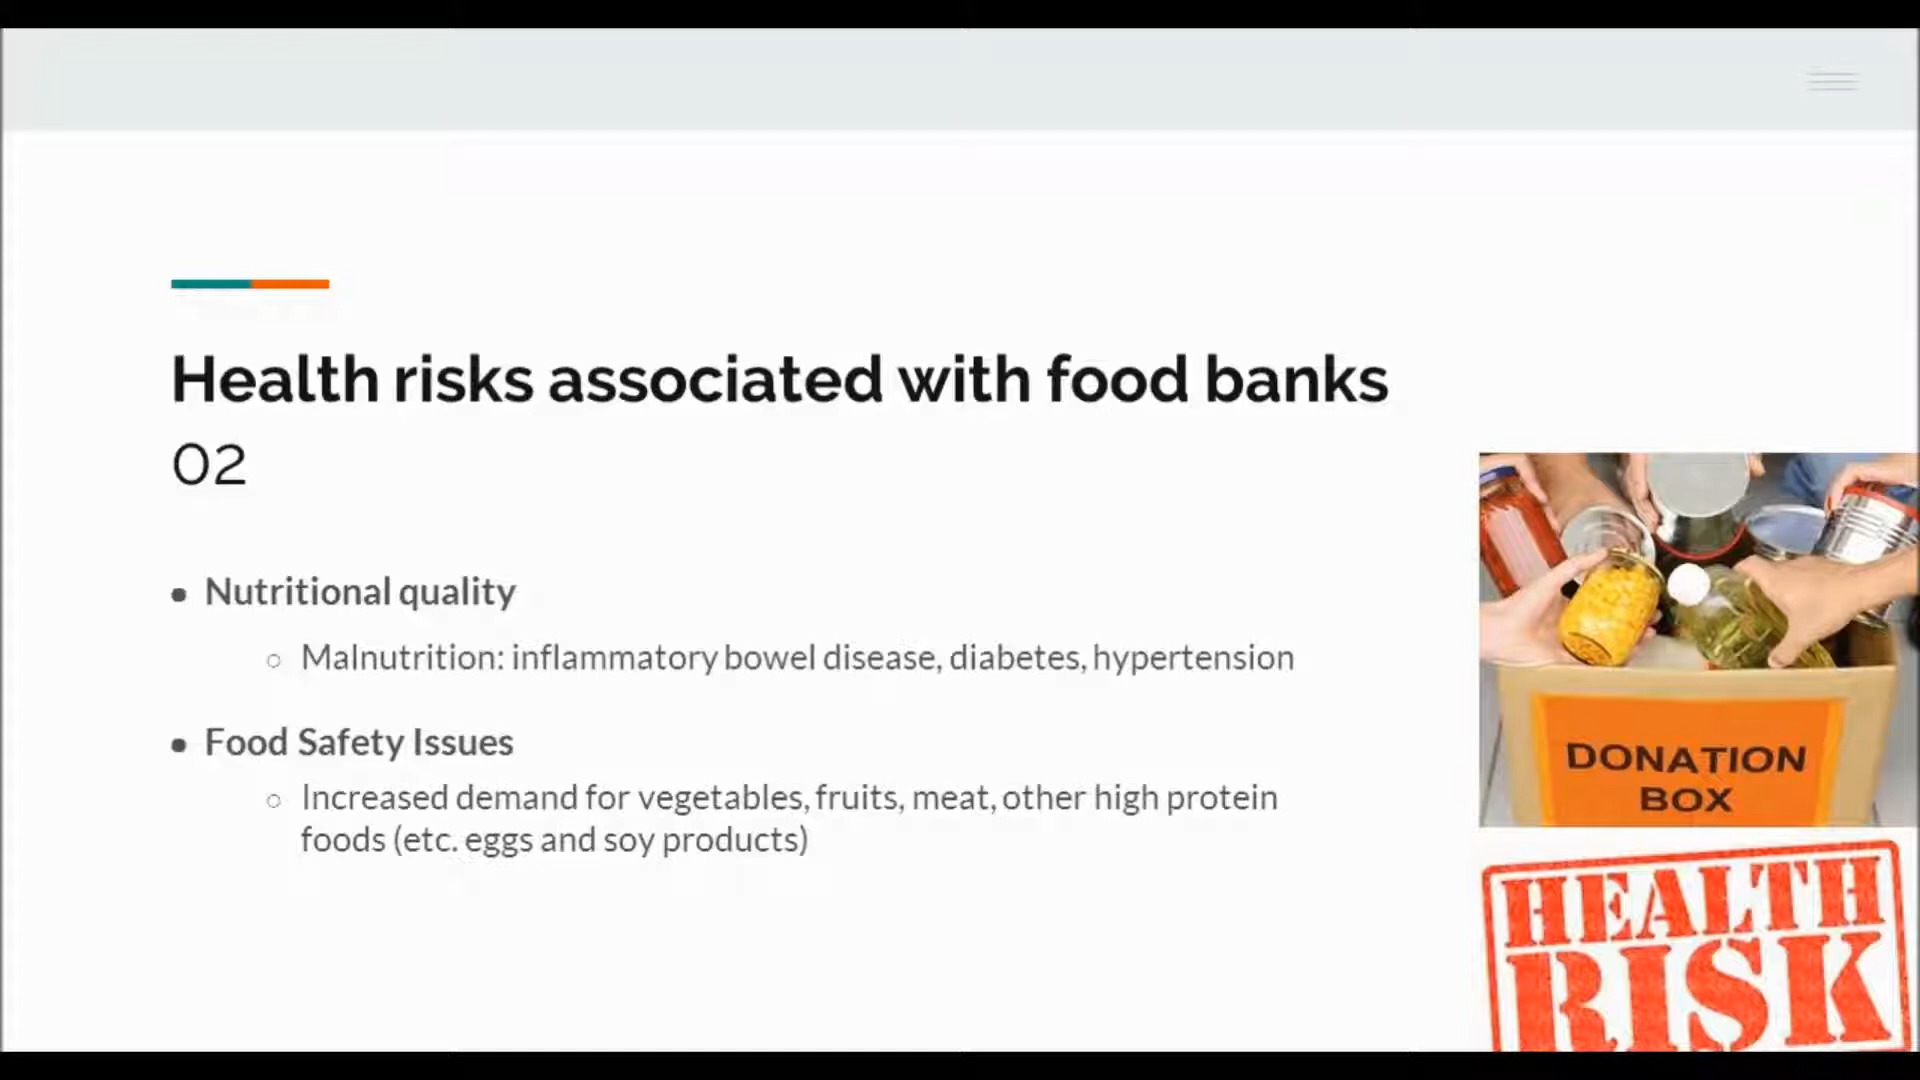 Health risks associated with food banks
02
• Nutritional quality
○ Malnutrition: inflammatory bowel disease, diabetes, hypertension
• Food Safety Issues
○ Increased demand for vegetables, fruits, meat, other high protein
foods (etc. eggs and soy products)
DONATION
BOX
HEALTH
RISK